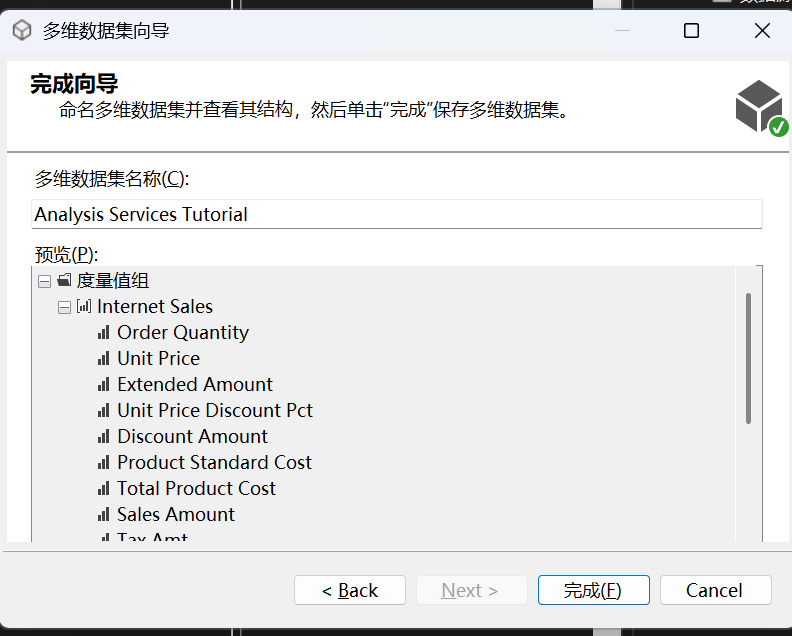 多维数据集向导
完成向导
命名多维数据集并查看其结构，然后单击“完成”保存多维数据集。
多维数据集名称(C):
Analysis Services Tutorial
预览(P):
度量值组
Internet Sales
Order Quantity
Unit Price
Extended Amount
Unit Price Discount Pct
Discount Amount
Product Standard Cost
Total Product Cost
Sales Amount
Tax Amt
< Back
Next >
完成(F)
Cancel